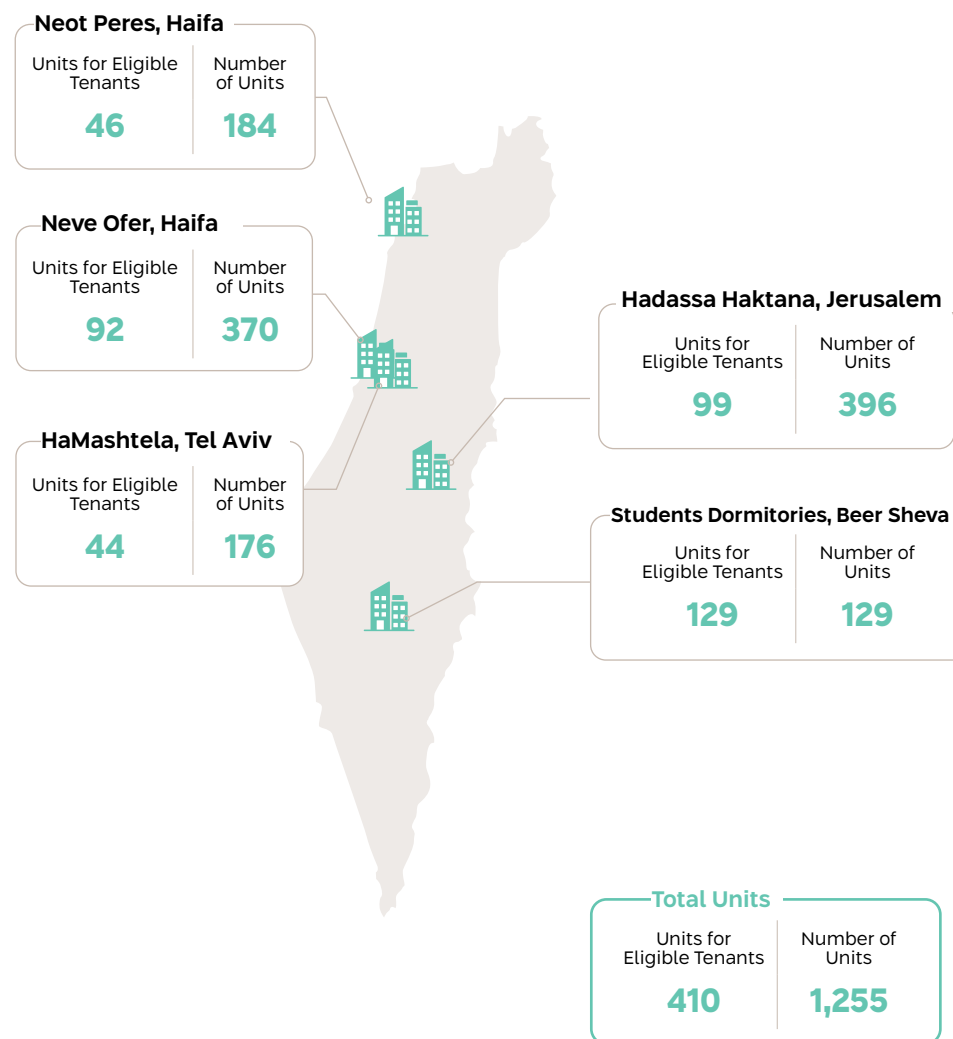 Neot Peres, Haifa
Units for Eligible
Tenants
46
Number
of Units
184
Neve Ofer, Haifa
Units for Eligible
Tenants
92
Number
of Units
370
HaMashtela, Tel Aviv
Units for Eligible
Tenants
44
Number
of Units
176
Hadassa Haktana, Jerusalem
Units for
Eligible Tenants
99
Number of
Units
396
Students Dormitories, Beer Sheva
Units for
Eligible Tenants
129
Number of
Units
129
Total Units
Units for
Eligible Tenants
410
Number of
Units
1,255